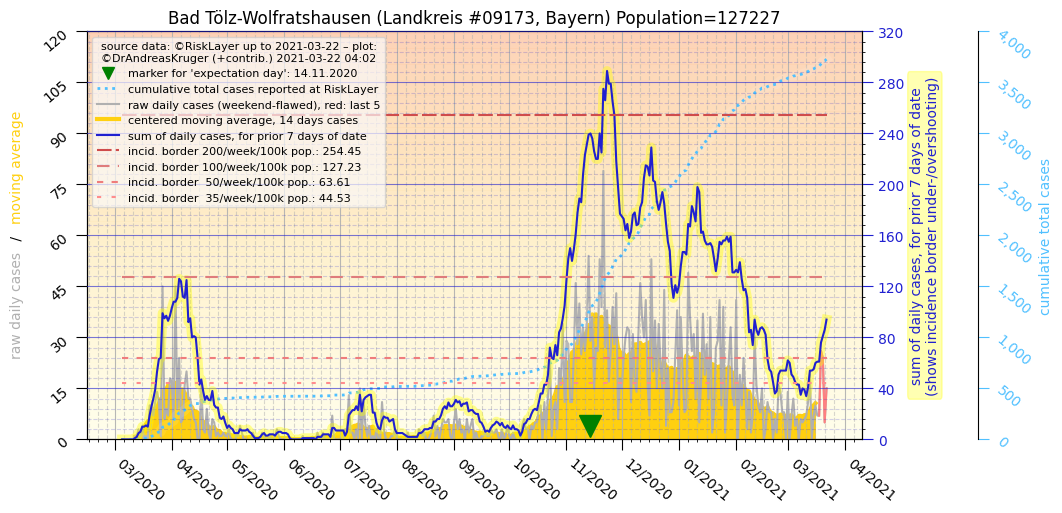 Bad Tölz-Wolfratshausen (Landkreis #09173, Bayern) Population=127227
source data: ©RiskLayer up to 2021-03-22 – plot:
©DrAndreasKruger (+contrib.) 2021-03-22 04:02
marker for 'expectation day': 14.11.2020
cumulative total cases reported at RiskLayer
raw daily cases (weekend-flawed), red: last 5
centered moving average, 14 days cases
sum of daily cases, for prior 7 days of date
incid. border 200/week/100k pop.: 254.45
incid. border 100/week/100k pop.: 127.23
incid. border 50/week/100k pop.: 63.61
incid. border 35/week/100k pop.: 44.53
raw daily cases / moving average
120
105
90
75
60
45
30
15
0
320
280
240
200
160
120
80
40
0
sum of daily cases, for prior 7 days of date
(shows incidence border under-/overshooting)
4,000
3,500
3,000
2,500
2,000
1,500
1,000
500
0
cumulative total cases
03/2020
04/2020
05/2020
06/2020
07/2020
08/2020
09/2020
10/2020
11/2020
12/2020
01/2021
02/2021
03/2021
04/2021